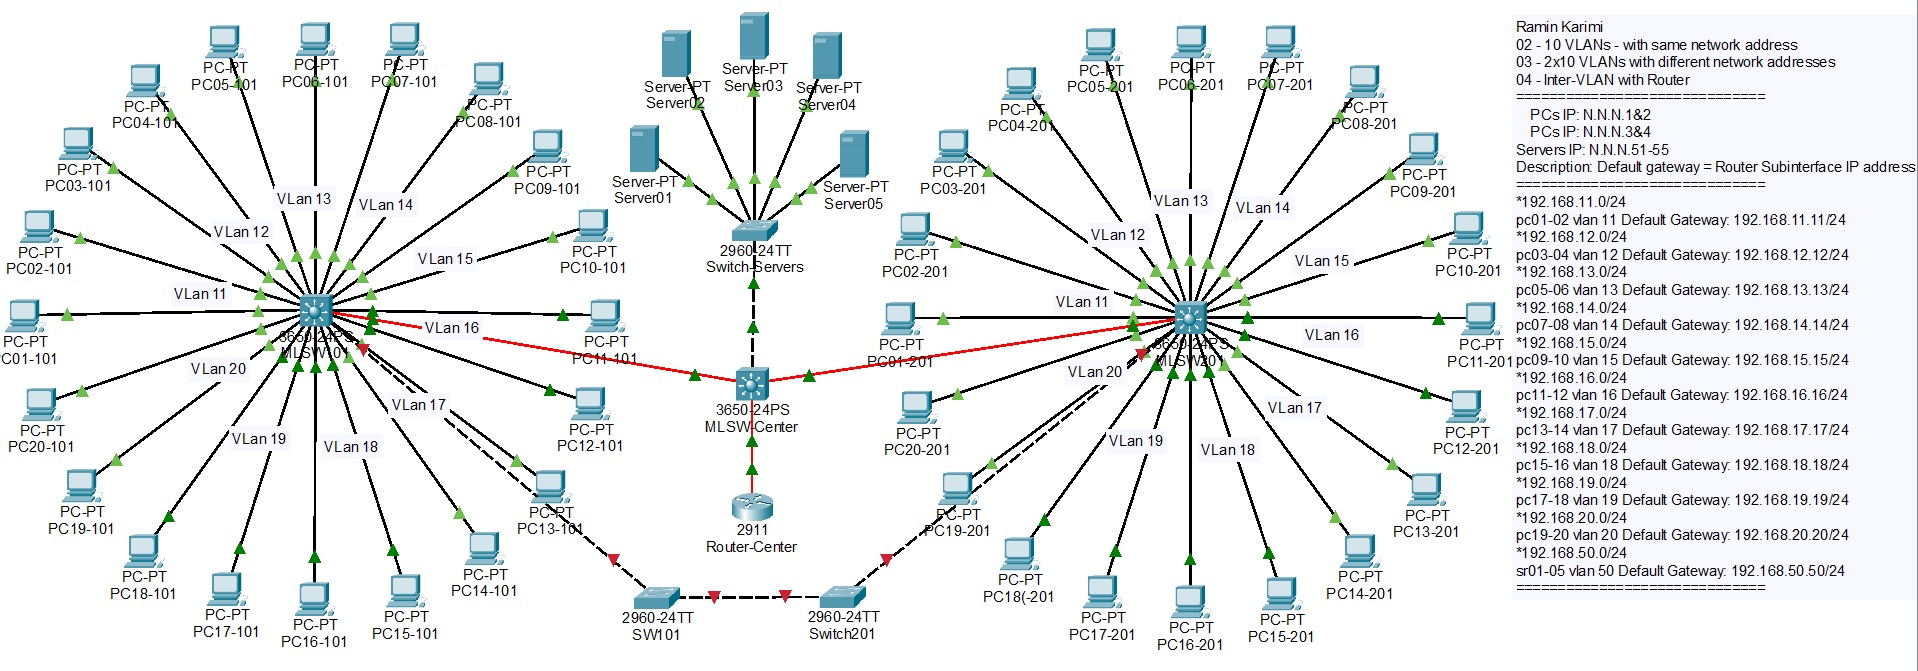 PC-PT
PC05-101
PC-PT
PC06-101
PC-PT
PC07-101
PC-PT
PC04-101
PC-PT
PC08-101
PC-PT
PC03-101
PC-PT
PC09-101
VLan 13
VLan 14
VLan 12
PC-PT
PC02-101
PC-PT
PC10-101
VLan 15
VLan 11
PC-PT
C01-101
VLan 16
3650-24PS
MLSW101
PC-PT
PC11-101
VLan 20
PC-PT
PC20-101
VLan 17
PC-PT
PC12-101
VLan 19
VLan 18
PC-PT
PC19-101
PC-PT
PC13-101
PC-PT
PC18-101
PC-PT
PC14-101
PC-PT
PC17-101
PC-PT
PC16-101
PC-PT
PC15-101
Server-PT
Server02
Server-PT
Server03
Server-PT
Server04
Server-PT
Server01
Server-PT
Server05
2960-24TT
Switch-Servers
3650-24PS
MLSW-Center
2911
Router-Center
2960-24TT
SW101
2960-24TT
Switch201
PC-PT
PC05-201
PC-PT
PC06-201
PC-PT
PC07-201
PC-PT
PC04-201
PC-PT
PC08-201
PC-PT
PC03-201
PC-PT
PC09-201
VLan 13
VLan 14
VLan 12
PC-PT
PC02-201
PC-PT
PC10-201
VLan 15
VLan 11
PC-PT
PC01-201
VLan 16
3650-24PS
MLSW201
PC-PT
PC11-201
VLan 20
PC-PT
PC20-201
VLan 17
PC-PT
PC12-201
VLan 19
VLan 18
PC-PT
PC19-201
PC-PT
PC13-201
PC-PT
PC18(-201
PC-PT
PC14-201
PC-PT
PC17-201
PC-PT
PC16-201
PC-PT
PC15-201
Ramin Karimi
02 - 10 VLANs - with same network address
03 - 2x10 VLANs with different network addresses
04 - Inter-VLAN with Router
==============================
PCs IP: N.N.N.1&2
PCs IP: N.N.N.3&4
Servers IP: N.N.N.51-55
Description: Default gateway = Router Subinterface IP address
==============================
*192.168.11.0/24
pc01-02 vlan 11 Default Gateway: 192.168.11.11/24
*192.168.12.0/24
pc03-04 vlan 12 Default Gateway: 192.168.12.12/24
*192.168.13.0/24
pc05-06 vlan 13 Default Gateway: 192.168.13.13/24
*192.168.14.0/24
pc07-08 vlan 14 Default Gateway: 192.168.14.14/24
*192.168.15.0/24
pc09-10 vlan 15 Default Gateway: 192.168.15.15/24
*192.168.16.0/24
pc11-12 vlan 16 Default Gateway: 192.168.16.16/24
*192.168.17.0/24
pc13-14 vlan 17 Default Gateway: 192.168.17.17/24
*192.168.18.0/24
pc15-16 vlan 18 Default Gateway: 192.168.18.18/24
*192.168.19.0/24
pc17-18 vlan 19 Default Gateway: 192.168.19.19/24
*192.168.20.0/24
pc19-20 vlan 20 Default Gateway: 192.168.20.20/24
*192.168.50.0/24
sr01-05 vlan 50 Default Gateway: 192.168.50.50/24
==============================